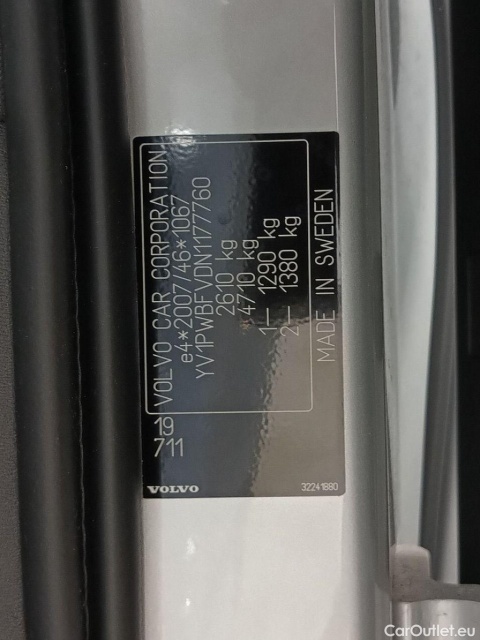 VOLVO CAR CORPORATION
e4*2007/46*1067
YV1PWBFVDN1177760
2610 kg
4710 kg
1— 1290 kg
2— 1380 kg
MADE IN SWEDEN
19
711
VOLVO
32241880
CarOutlet.eu